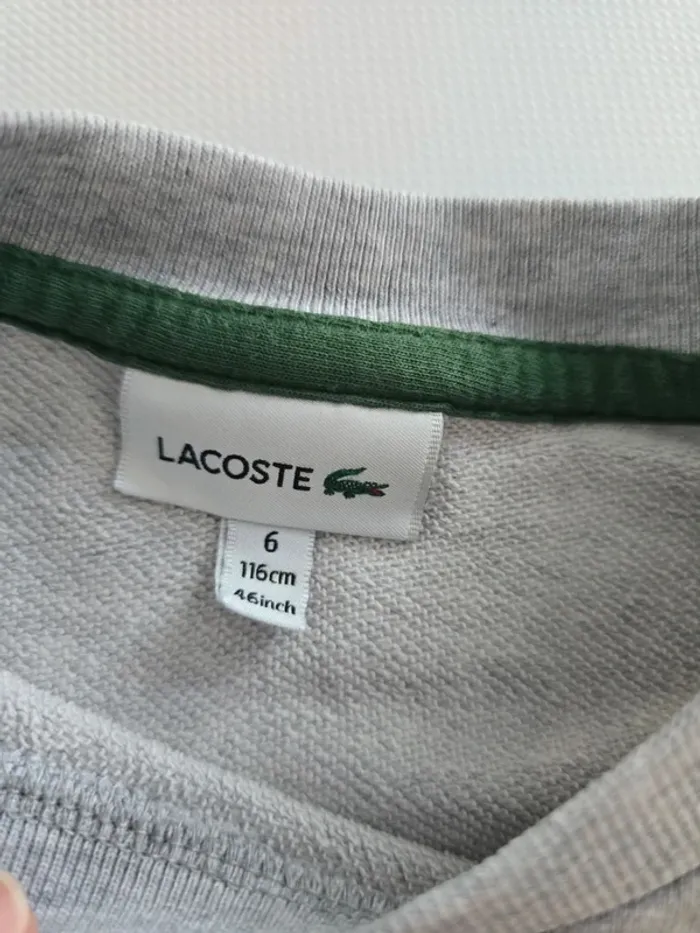 LACOSTE
6
116cm
46inch